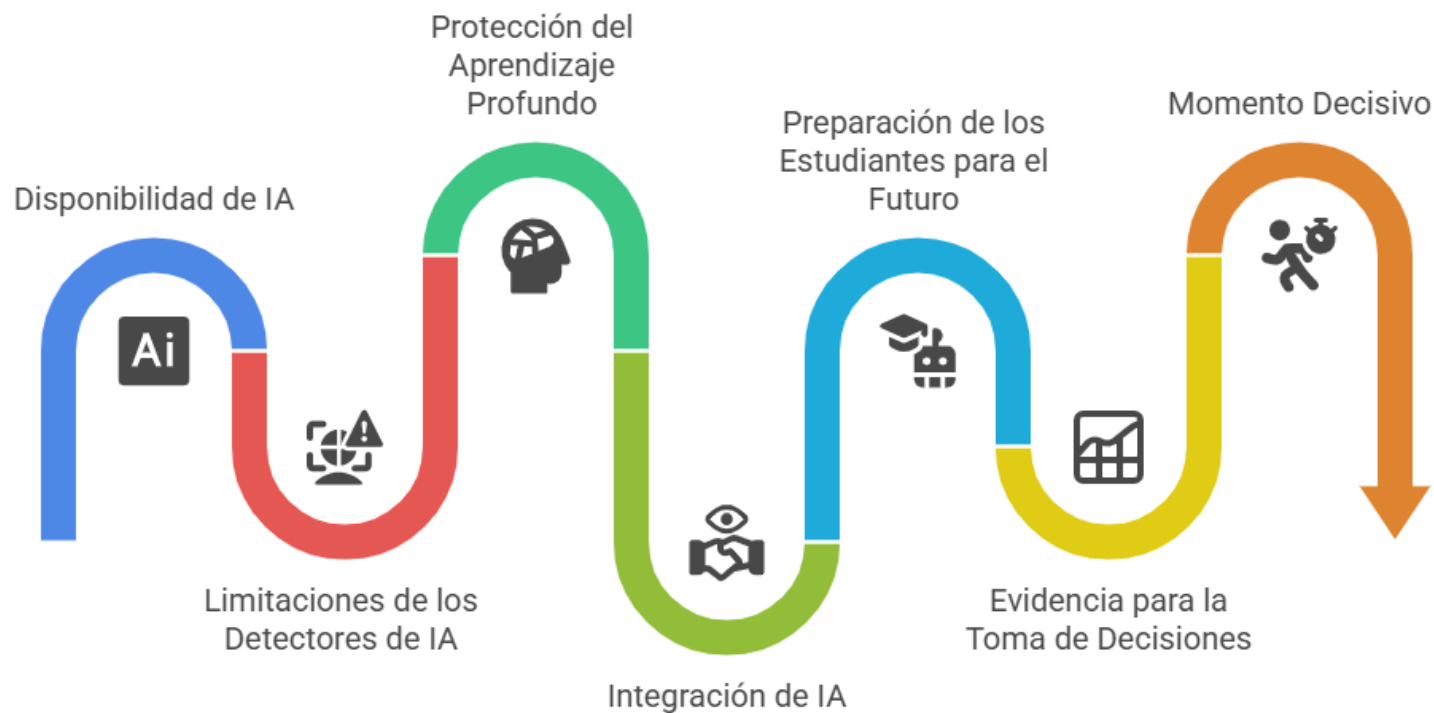 Disponibilidad de IA
Ai
Limitaciones de los
Detectores de IA
Protección del
Aprendizaje
Profundo
Integración de IA
Preparación de los
Estudiantes para el
Futuro
Evidencia para la
Toma de Decisiones
Momento Decisivo